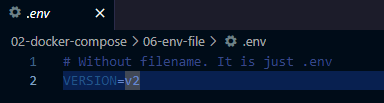 .env
02-docker-compose > 06-env-file > .env
1 # Without filename. It is just .env
2 VERSION=v2